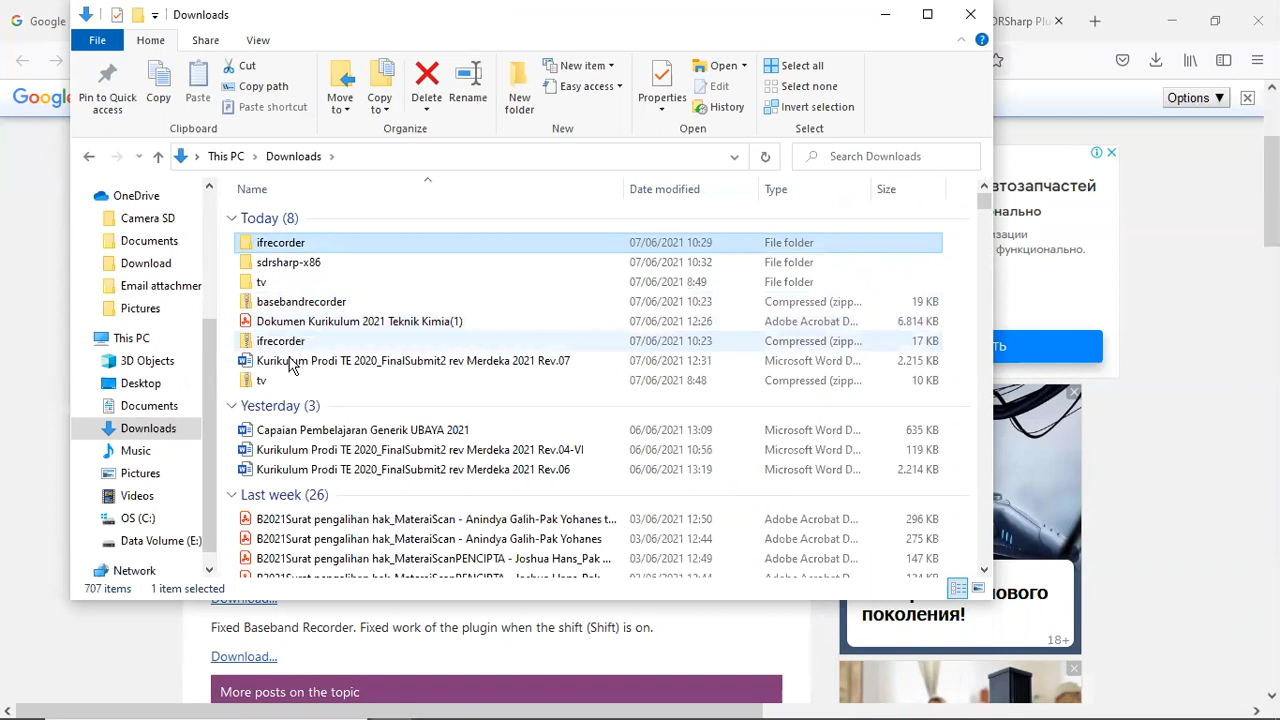 Google
Downloads
DRSharp Plu
File
Home
Share
View
Pin to Quick access
Copy
Paste
Cut
Copy path
Paste shortcut
Clipboard
Move to
Copy to
Delete
Rename
Organize
New folder
New item
Easy access
New
Properties
Open
Edit
History
Open
Select all
Select none
Invert selection
Select
Google
Options ▼
This PC
Downloads
Search Downloads
Name
Date modified
Type
Size
OneDrive
Camera SD
Documents
Download
Email attachmer
Pictures
This PC
3D Objects
Desktop
Documents
Downloads
Music
Pictures
Videos
OS (C:)
Data Volume (E:)
Network
Today (8)
ifrecorder 07/06/2021 10:29 File folder
sdrsharp-x86 07/06/2021 10:32 File folder
tv 07/06/2021 8:49 File folder
basebandrecorder 07/06/2021 10:23 Compressed (zipp... 19 KB
Dokumen Kurikulum 2021 Teknik Kimia(1) 07/06/2021 12:26 Adobe Acrobat D... 6.814 KB
ifrecorder 07/06/2021 10:23 Compressed (zipp... 17 KB
Kurikulum Prodi TE 2020_FinalSubmit2 rev Merdeka 2021 Rev.07 07/06/2021 12:31 Microsoft Word D... 2.215 KB
tv 07/06/2021 8:48 Compressed (zipp... 10 KB
Yesterday (3)
Capaian Pembelajaran Generik UBAYA 2021 06/06/2021 13:09 Microsoft Word D... 635 KB
Kurikulum Prodi TE 2020_FinalSubmit2 rev Merdeka 2021 Rev.04-VI 06/06/2021 10:56 Microsoft Word D... 119 KB
Kurikulum Prodi TE 2020_FinalSubmit2 rev Merdeka 2021 Rev.06 06/06/2021 13:19 Microsoft Word D... 2.214 KB
Last week (26)
B2021Surat pengalihan hak_MateraiScan - Anindya Galih-Pak Yohanes t... 03/06/2021 12:50 Adobe Acrobat D... 296 KB
B2021Surat pengalihan hak_MateraiScan - Anindya Galih-Pak Yohanes 03/06/2021 12:44 Adobe Acrobat D... 275 KB
B2021Surat pengalihan hak_MateraiScanPENCIPTA - Joshua Hans_Pak ... 03/06/2021 12:49 Adobe Acrobat D... 147 KB
707 items
1 item selected
втозапчастей
онально
изации
функционально.
ТЬ
нового
поколения!
18+
Download...
Fixed Baseband Recorder. Fixed work of the plugin when the shift (Shift) is on.
Download...
More posts on the topic